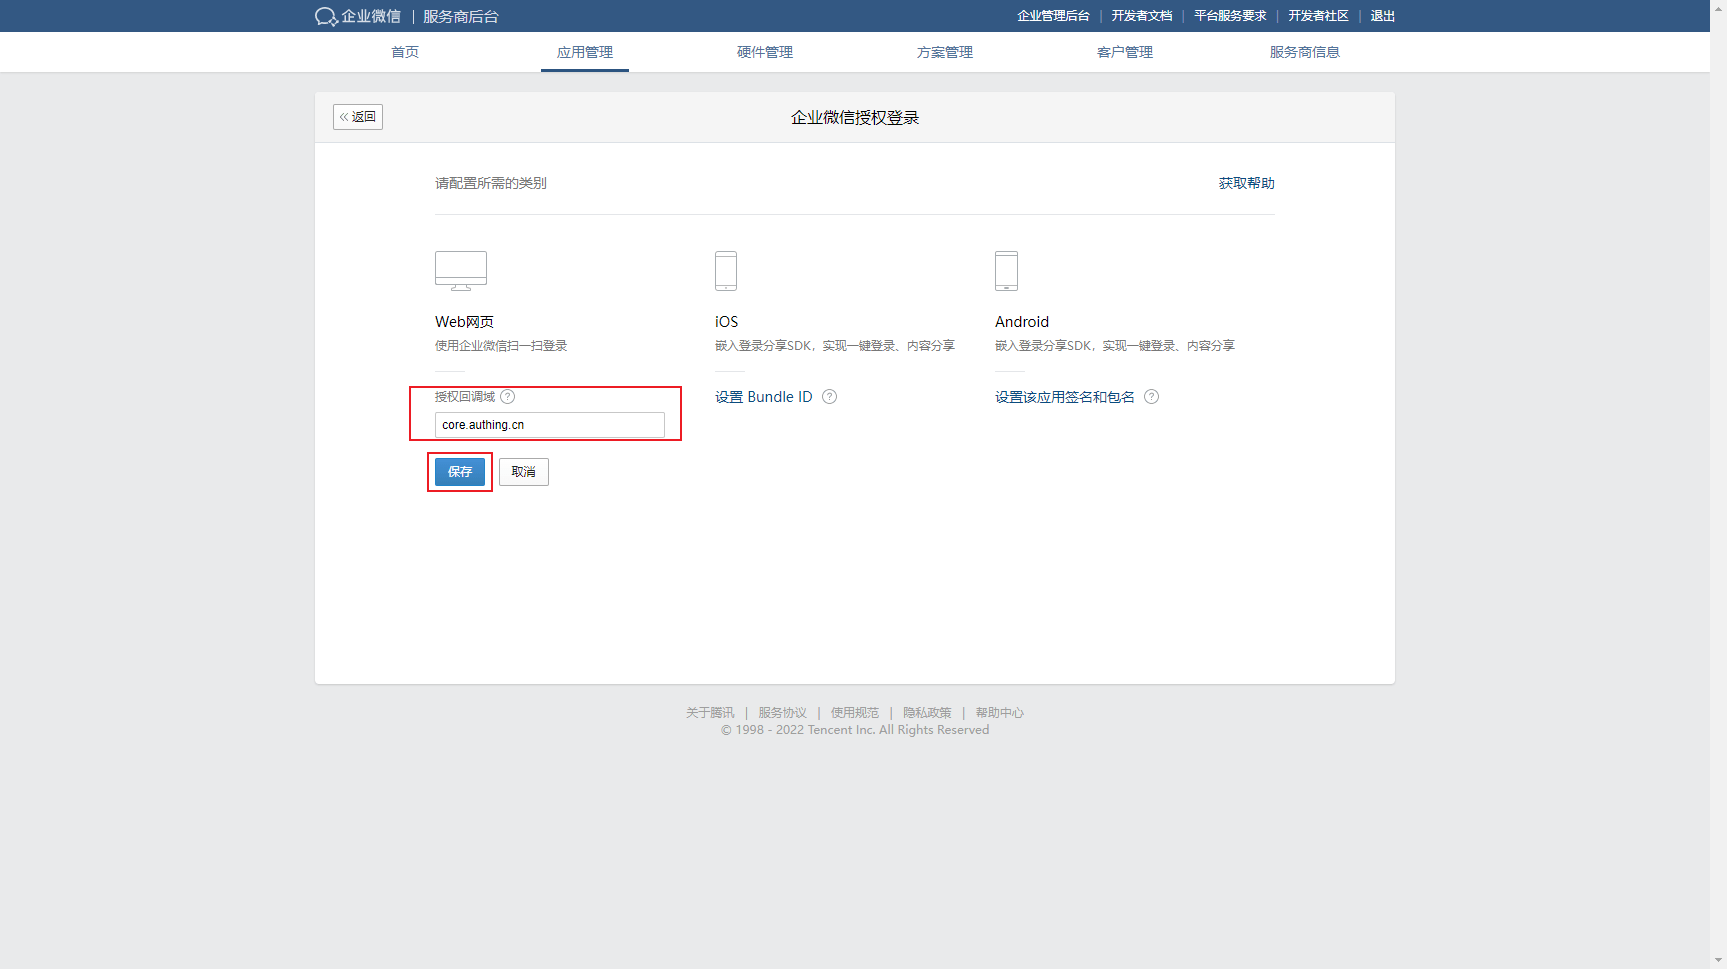 企业微信 | 服务商后台
企业管理后台 | 开发者文档 | 平台服务要求 | 开发者社区 | 退出
首页 应用管理 硬件管理 方案管理 客户管理 服务商信息
« 返回
企业微信授权登录
请配置所需的类别
获取帮助
Web网页
使用企业微信扫一扫登录
授权回调域 ?
core.authing.cn
保存 取消
iOS
嵌入登录分享SDK，实现一键登录、内容分享
设置 Bundle ID ?
Android
嵌入登录分享SDK，实现一键登录、内容分享
设置该应用签名和包名 ?
关于腾讯 | 服务协议 | 使用规范 | 隐私政策 | 帮助中心
© 1998 - 2022 Tencent Inc. All Rights Reserved